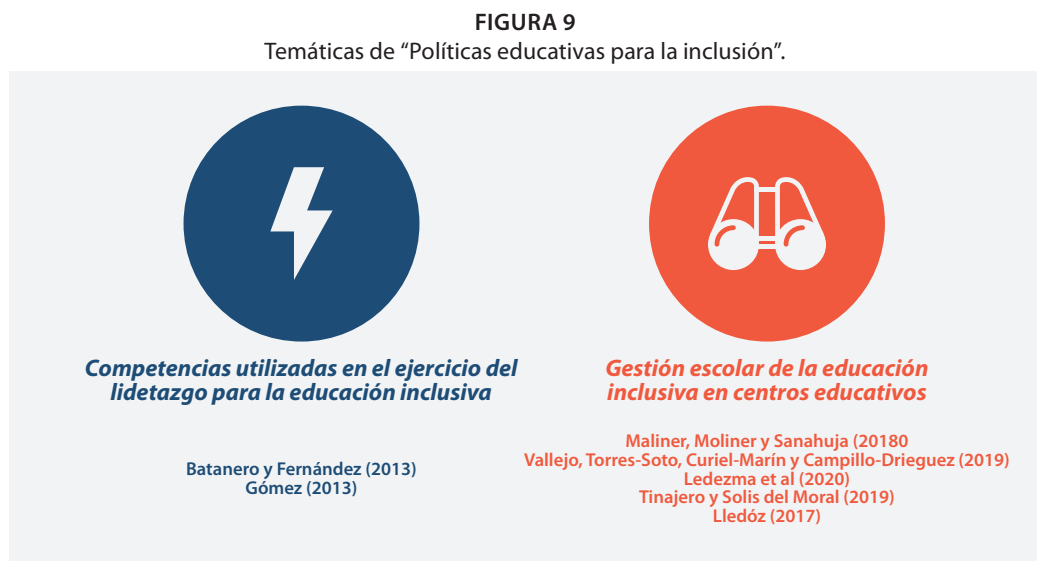 FIGURA 9
Temáticas de “Políticas educativas para la inclusión”.
Competencias utilizadas en el ejercicio del
lidetazgo para la educación inclusiva
Batanero y Fernández (2013)
Gómez (2013)
Gestión escolar de la educación
inclusiva en centros educativos
Maliner, Moliner y Sanahuja (20180
Vallejo, Torres-Soto, Curiel-Marín y Campillo-Drieguez (2019)
Ledezma et al (2020)
Tinajero y Solis del Moral (2019)
Lledóz (2017)